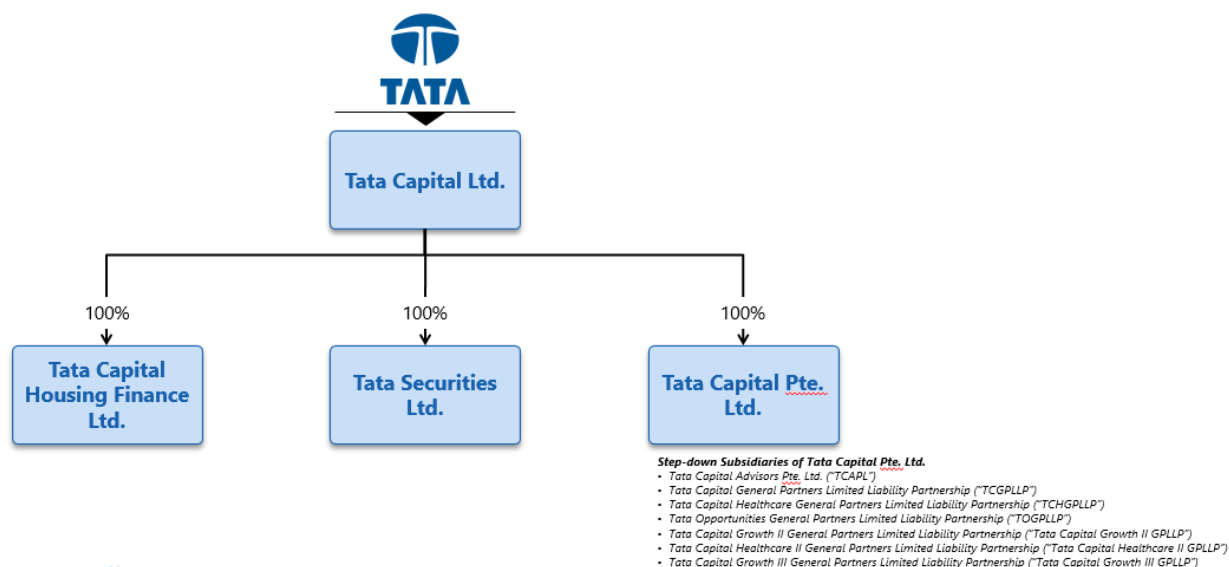 TATA
Tata Capital Ltd.
100%
100%
100%
Tata Capital
Housing Finance
Ltd.
Tata Securities
Ltd.
Tata Capital Pte.
Ltd.
Step-down Subsidiaries of Tata Capital Pte. Ltd.
• Tata Capital Advisors Pte. Ltd. ("TCAPL")
• Tata Capital General Partners Limited Liability Partnership ("TCGPLLP")
• Tata Capital Healthcare General Partners Limited Liability Partnership ("TCHGPLLP")
• Tata Opportunities General Partners Limited Liability Partnership ("TOGPLLP")
• Tata Capital Growth II General Partners Limited Liability Partnership ("Tata Capital Growth II GPLLP")
• Tata Capital Healthcare II General Partners Limited Liability Partnership ("Tata Capital Healthcare II GPLLP")
• Tata Capital Growth III General Partners Limited Liability Partnership ("Tata Capital Growth III GPLLP")